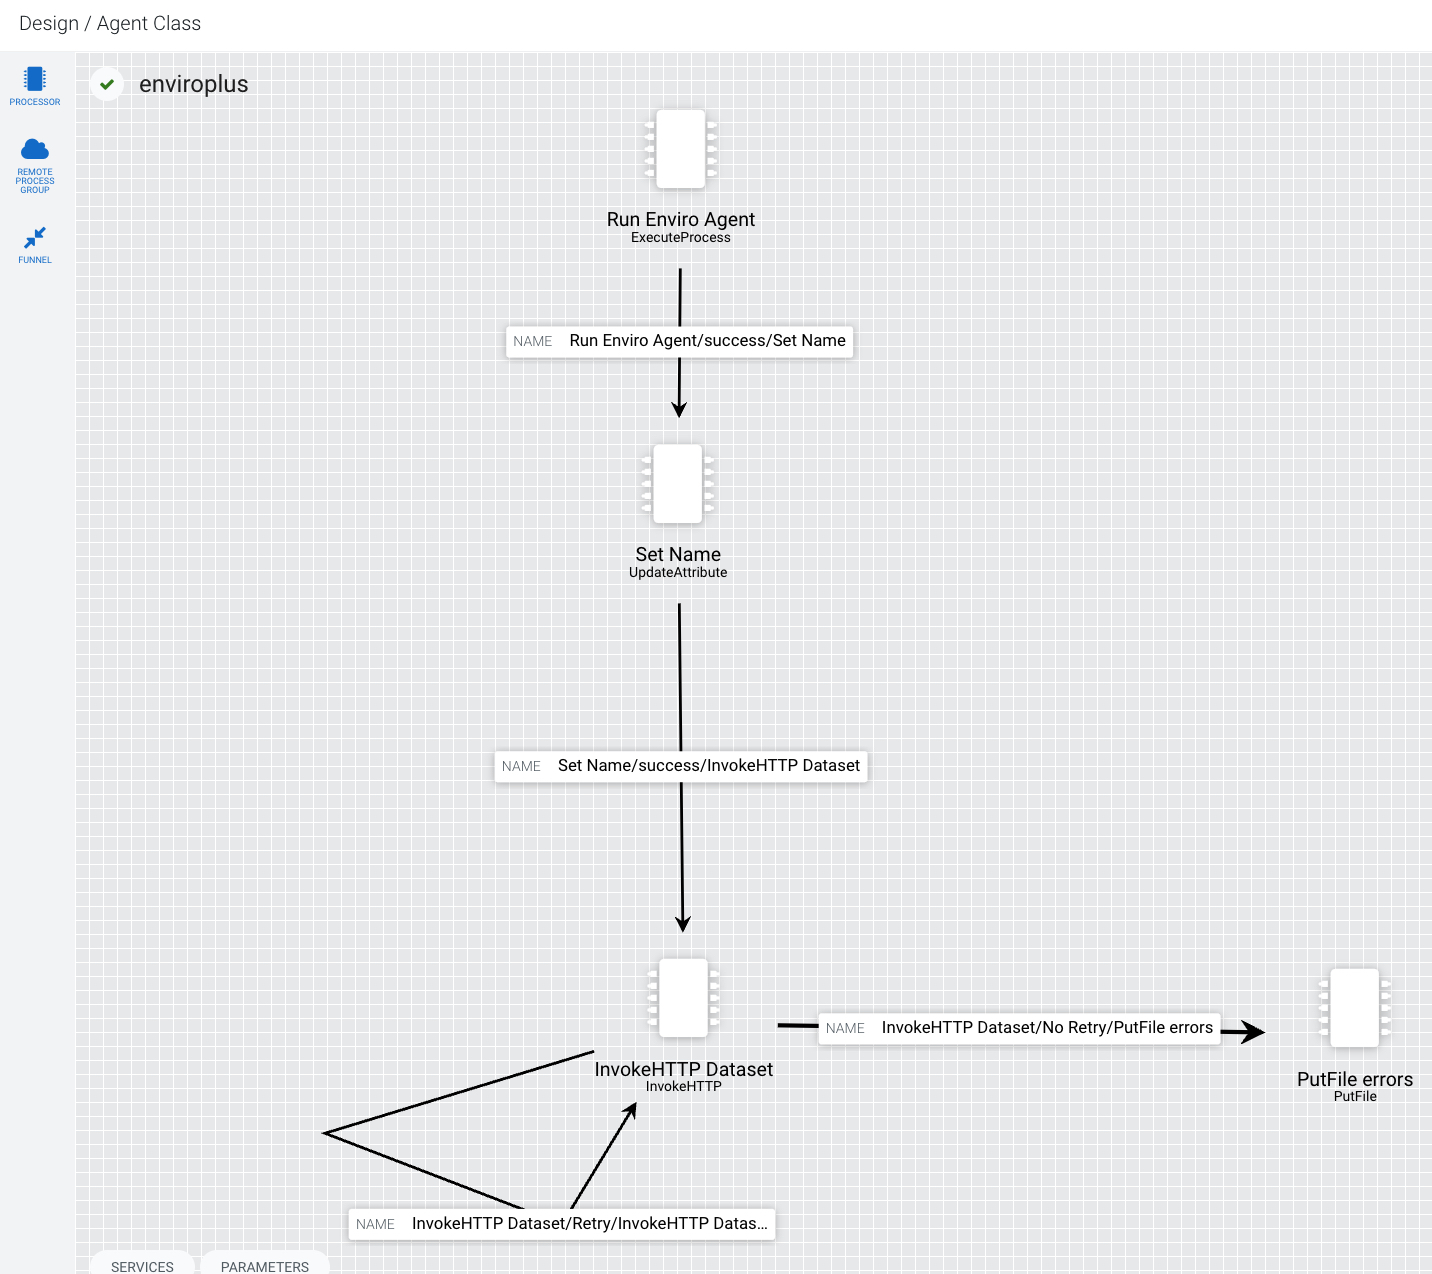 Design / Agent Class
PROCESSOR
REMOTE
PROCESS
GROUP
FUNNEL
enviroplus
Run Enviro Agent
ExecuteProcess
NAME Run Enviro Agent/success/Set Name
Set Name
UpdateAttribute
NAME Set Name/success/InvokeHTTP Dataset
InvokeHTTP Dataset
InvokeHTTP
NAME InvokeHTTP Dataset/No Retry/PutFile errors
PutFile errors
PutFile
NAME InvokeHTTP Dataset/Retry/InvokeHTTP Datas...
SERVICES
PARAMETERS